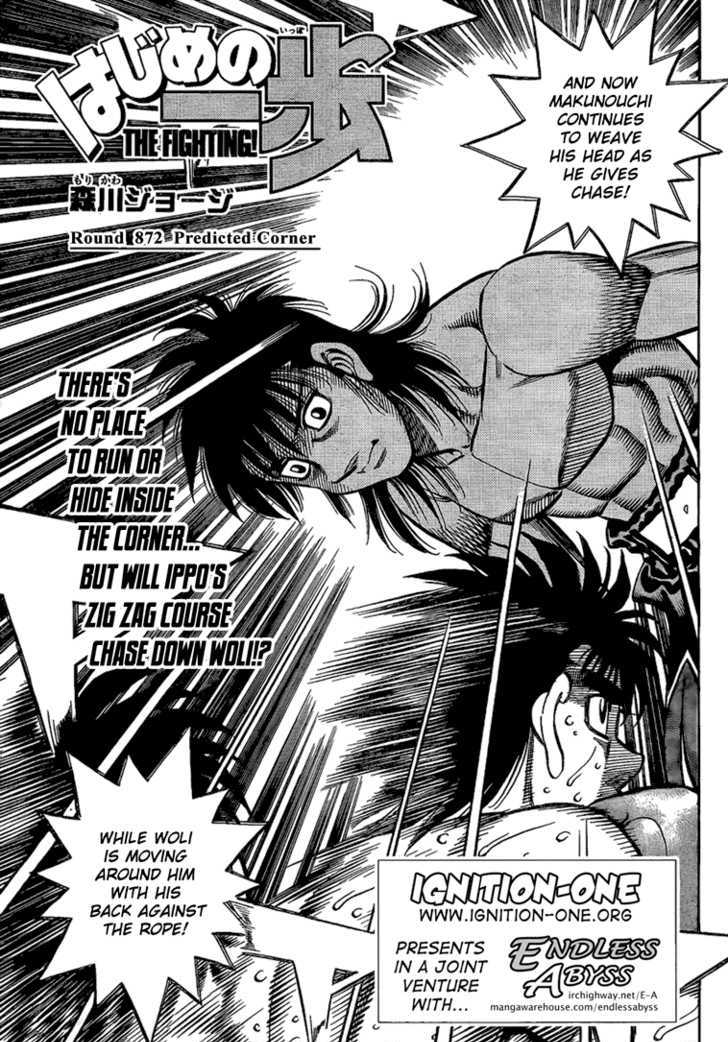 はじめの一歩
いっぽ
THE FIGHTING!
もり かわ
森川ジョージ
Round 872 Predicted Corner
AND NOW
MAKUNOUCHI
CONTINUES
TO WEAVE
HIS HEAD AS
HE GIVES
CHASE!
THERE'S
NO PLACE
TO RUN OR
HIDE INSIDE
THE CORNER...
BUT WILL IPPO'S
ZIG ZAG COURSE
CHASE DOWN WOLI!?
WHILE WOLI
IS MOVING
AROUND HIM
WITH HIS
BACK AGAINST
THE ROPE!
IGNITION-ONE
WWW.IGNITION-ONE.ORG
PRESENTS
IN A JOINT
VENTURE
WITH...
ENDLESS
ABYSS
irchighway.net/E-A
mangawarehouse.com/endlessabyss